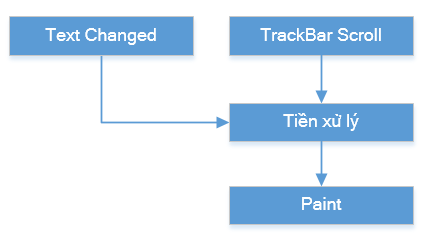 Text Changed
TrackBar Scroll
Tiền xử lý
Paint